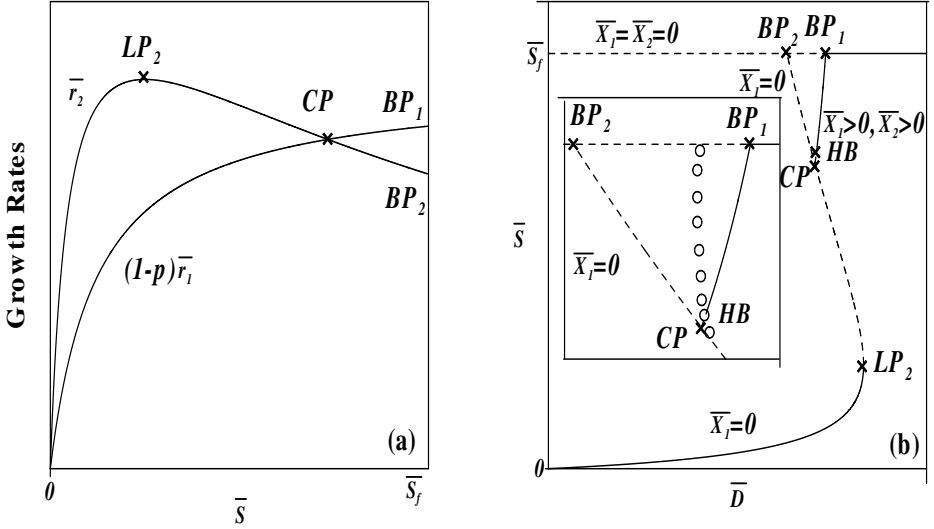 LP₂
r̄₂
CP
BP₁
BP₂
(1-p)r̄₁
Growth Rates
(a)
0
S̄
S̄f
X̄₁=X̄₂=0
BP₂ BP₁
S̄f
X̄₁=0
X̄₁>0, X̄₂>0
HB
CP
BP₂
BP₁
X̄₁=0
HB
CP
S̄
LP₂
X̄₁=0
(b)
0
D̄